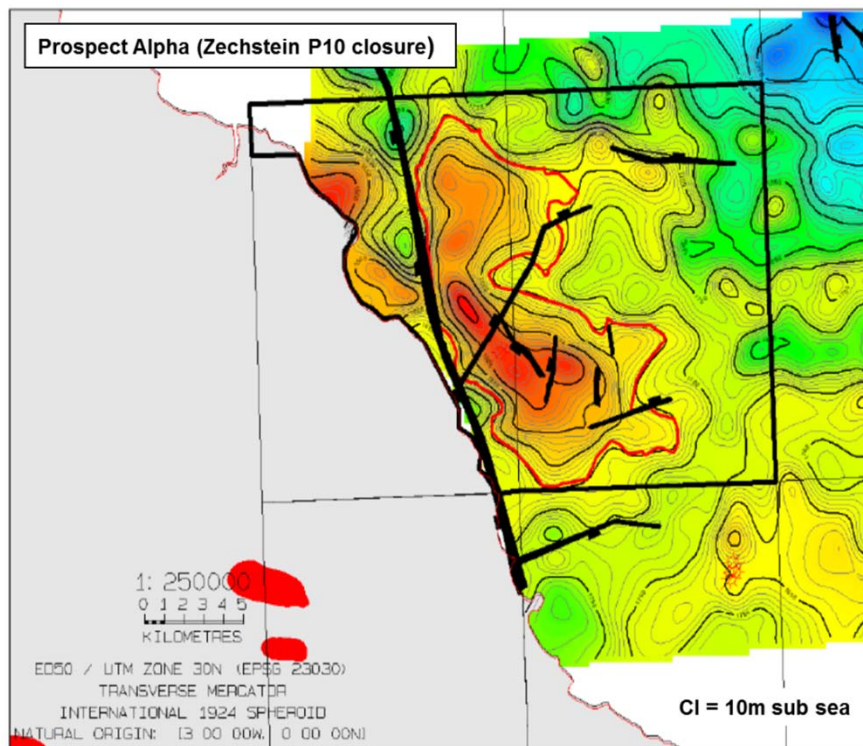 Prospect Alpha (Zechstein P10 closure)
1: 250000
0 1 2 3 4 5
KILOMETRES
ED50 / UTM ZONE 30N (EPSG 23030)
TRANSVERSE MERCATOR
INTERNATIONAL 1924 SPHEROID
NATURAL ORIGIN: [3 00 00W, 0 00 00N]
CI = 10m sub sea